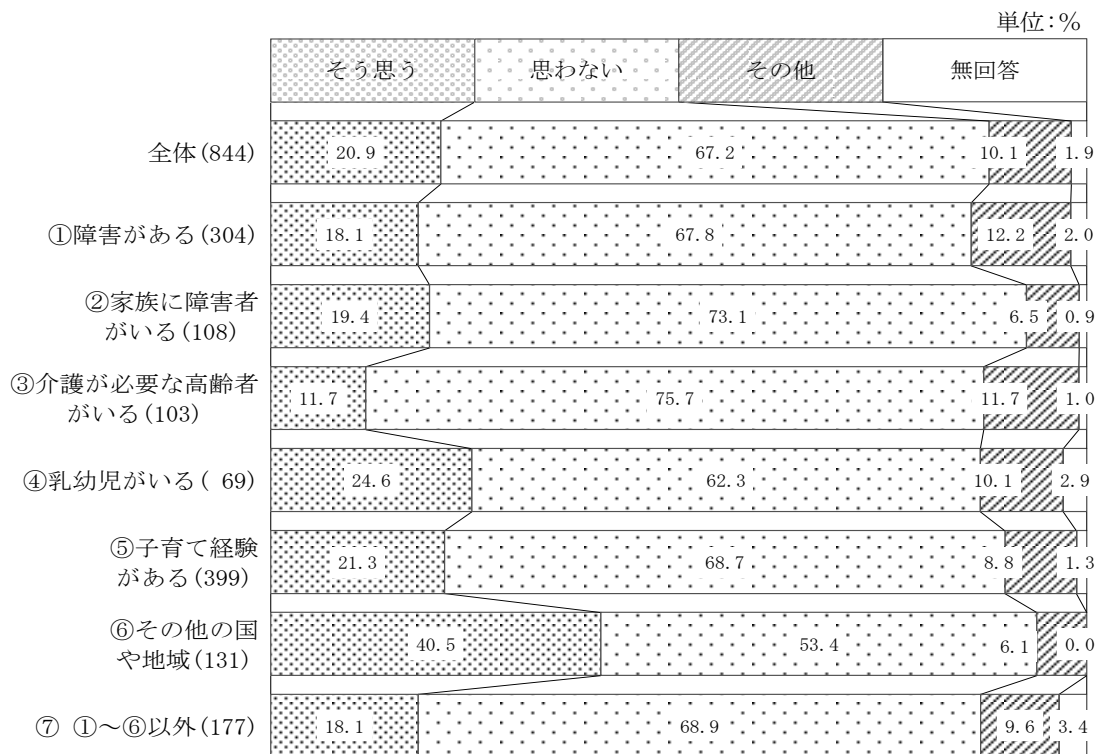 単位：%
そう思う 思わない その他 無回答
全体(844) 20.9 67.2 10.1 1.9
①障害がある(304) 18.1 67.8 12.2 2.0
②家族に障害者
がいる(108) 19.4 73.1 6.5 0.9
③介護が必要な高齢者
がいる(103) 11.7 75.7 11.7 1.0
④乳幼児がいる( 69) 24.6 62.3 10.1 2.9
⑤子育て経験
がある(399) 21.3 68.7 8.8 1.3
⑥その他の国
や地域(131) 40.5 53.4 6.1 0.0
⑦ ①～⑥以外(177) 18.1 68.9 9.6 3.4